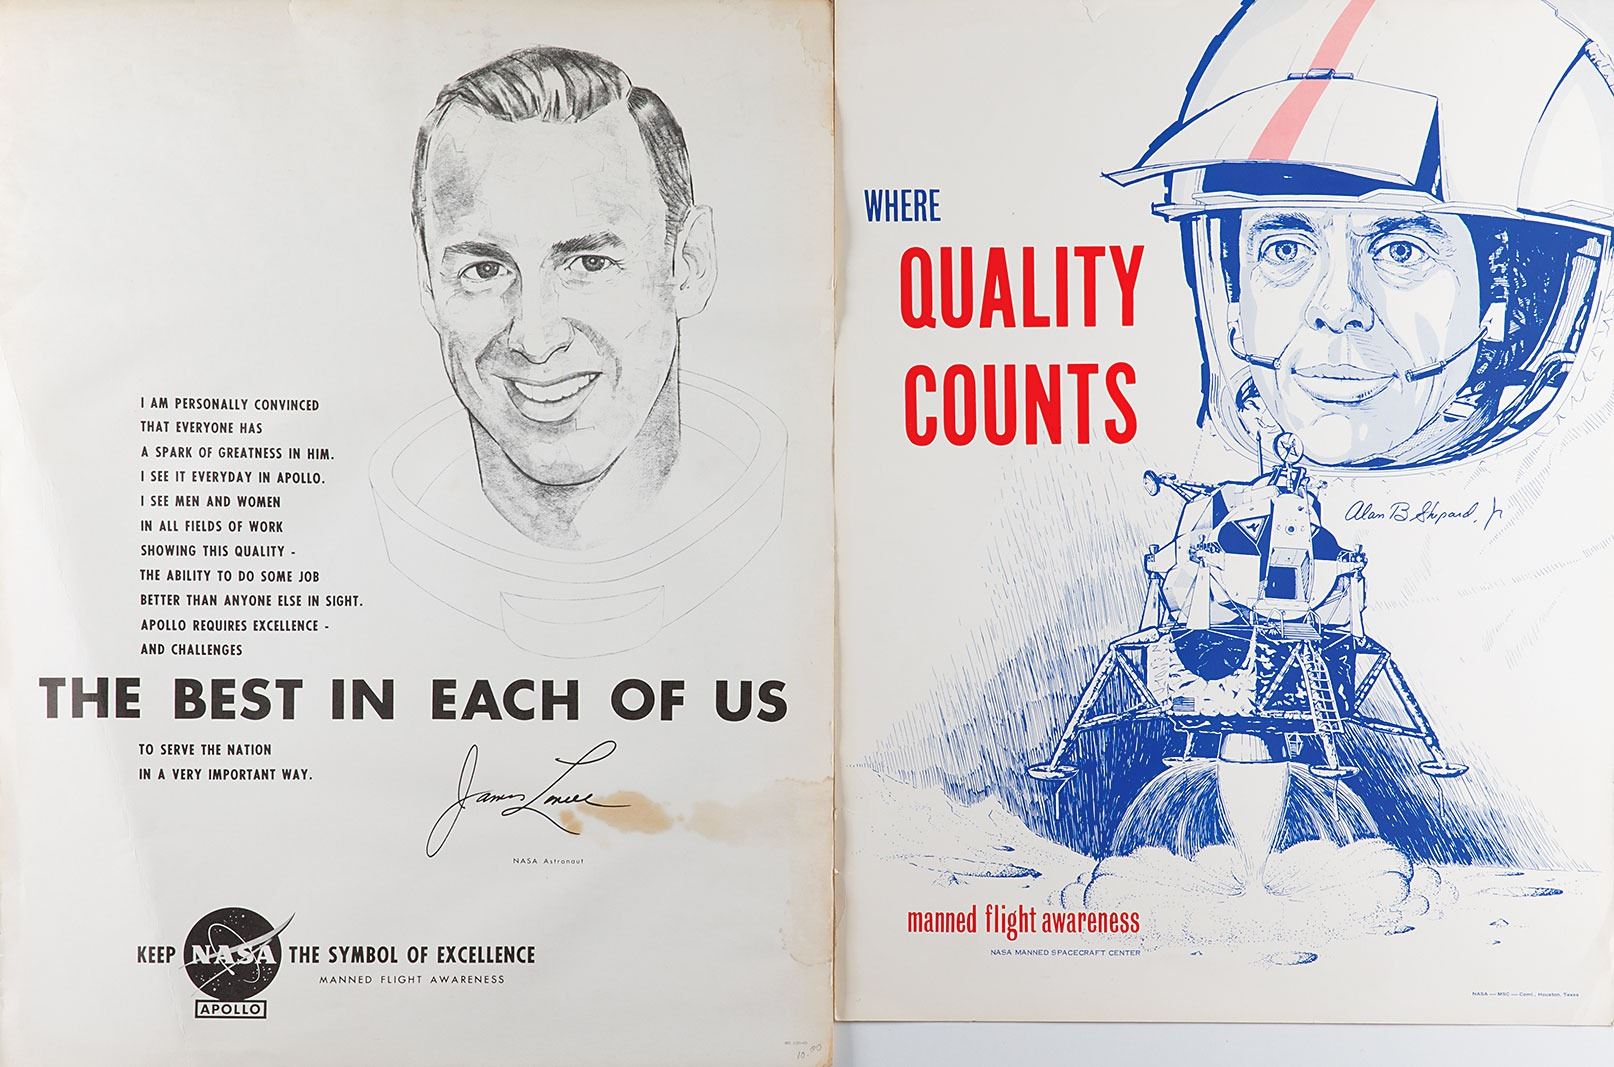 I AM PERSONALLY CONVINCED
THAT EVERYONE HAS
A SPARK OF GREATNESS IN HIM.
I SEE IT EVERYDAY IN APOLLO.
I SEE MEN AND WOMEN
IN ALL FIELDS OF WORK
SHOWING THIS QUALITY -
THE ABILITY TO DO SOME JOB
BETTER THAN ANYONE ELSE IN SIGHT.
APOLLO REQUIRES EXCELLENCE -
AND CHALLENGES
THE BEST IN EACH OF US
TO SERVE THE NATION
IN A VERY IMPORTANT WAY.
James Lovell
NASA Astronaut
KEEP NASA THE SYMBOL OF EXCELLENCE
MANNED FLIGHT AWARENESS
APOLLO
WHERE
QUALITY
COUNTS
Alan B Shepard, Jr
manned flight awareness
NASA MANNED SPACECRAFT CENTER
NASA — MSC — Coml., Houston, Texas